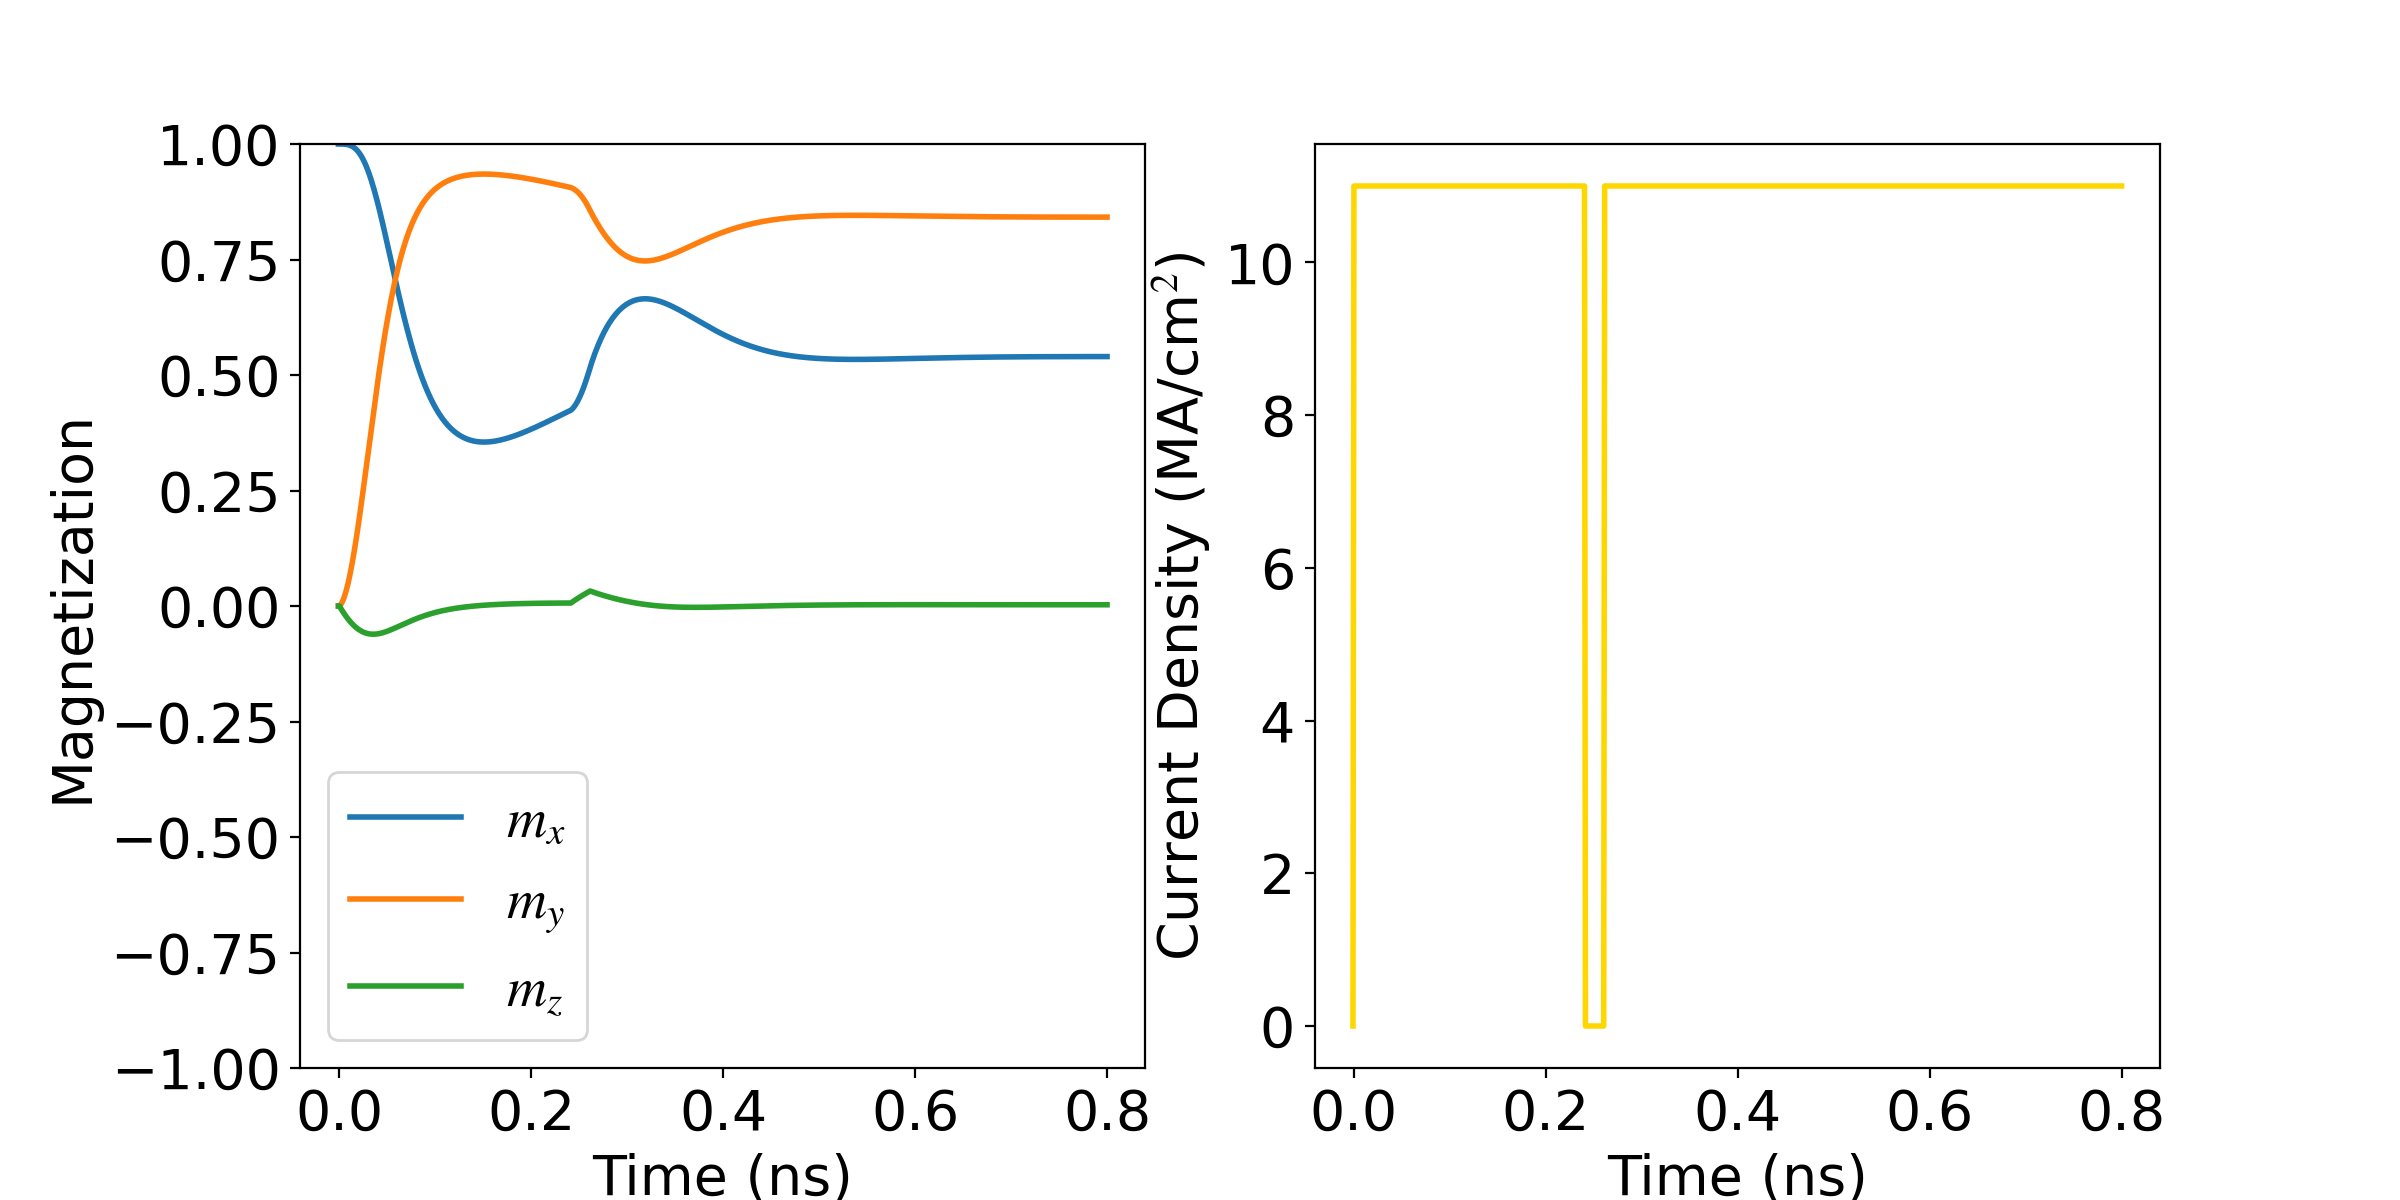 Magnetization
1.00
0.75
0.50
0.25
0.00
−0.25
−0.50
−0.75
−1.00
m_x
m_y
m_z
0.0 0.2 0.4 0.6 0.8
Time (ns)
Current Density (MA/cm²)
10
8
6
4
2
0
0.0 0.2 0.4 0.6 0.8
Time (ns)